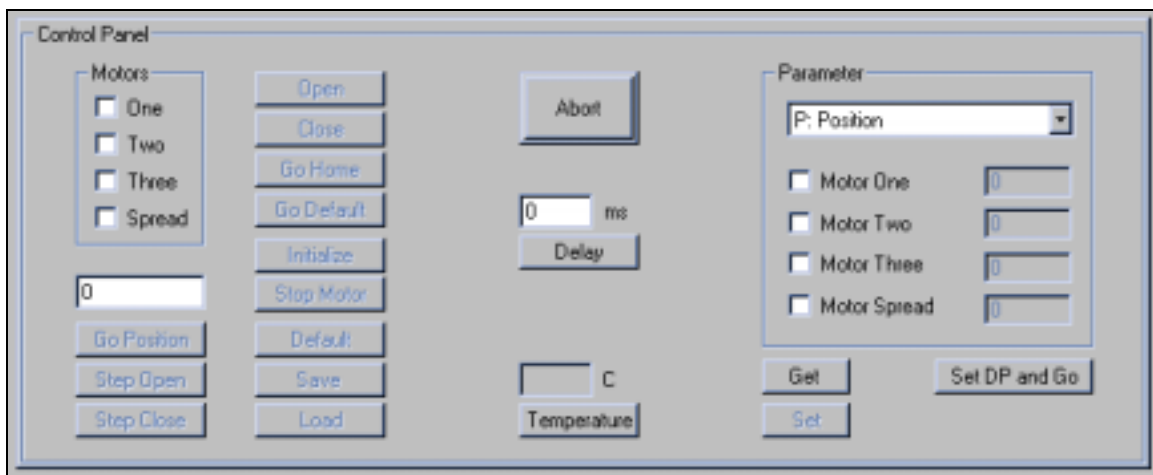 Control Panel
Motors
One
Two
Three
Spread
0
Go Position
Step Open
Step Close
Open
Close
Go Home
Go Default
Initialize
Stop Motor
Default
Save
Load
Abort
0 ms
Delay
C
Temperature
Parameter
P: Position
Motor One 0
Motor Two 0
Motor Three 0
Motor Spread 0
Get
Set DP and Go
Set